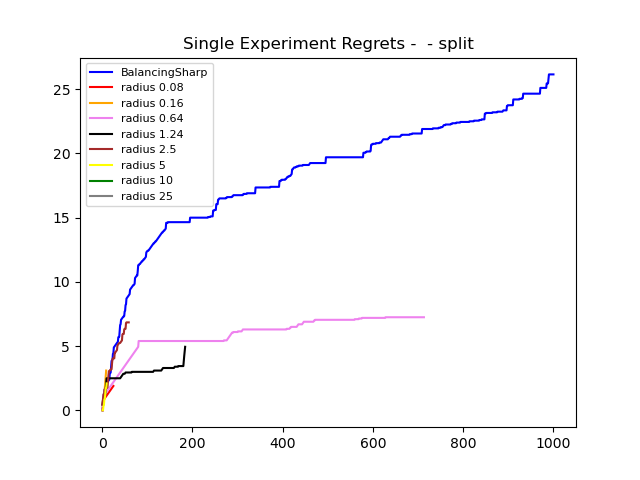 Single Experiment Regrets -  - split
BalancingSharp
radius 0.08
radius 0.16
radius 0.64
radius 1.24
radius 2.5
radius 5
radius 10
radius 25
25
20
15
10
5
0
0 200 400 600 800 1000